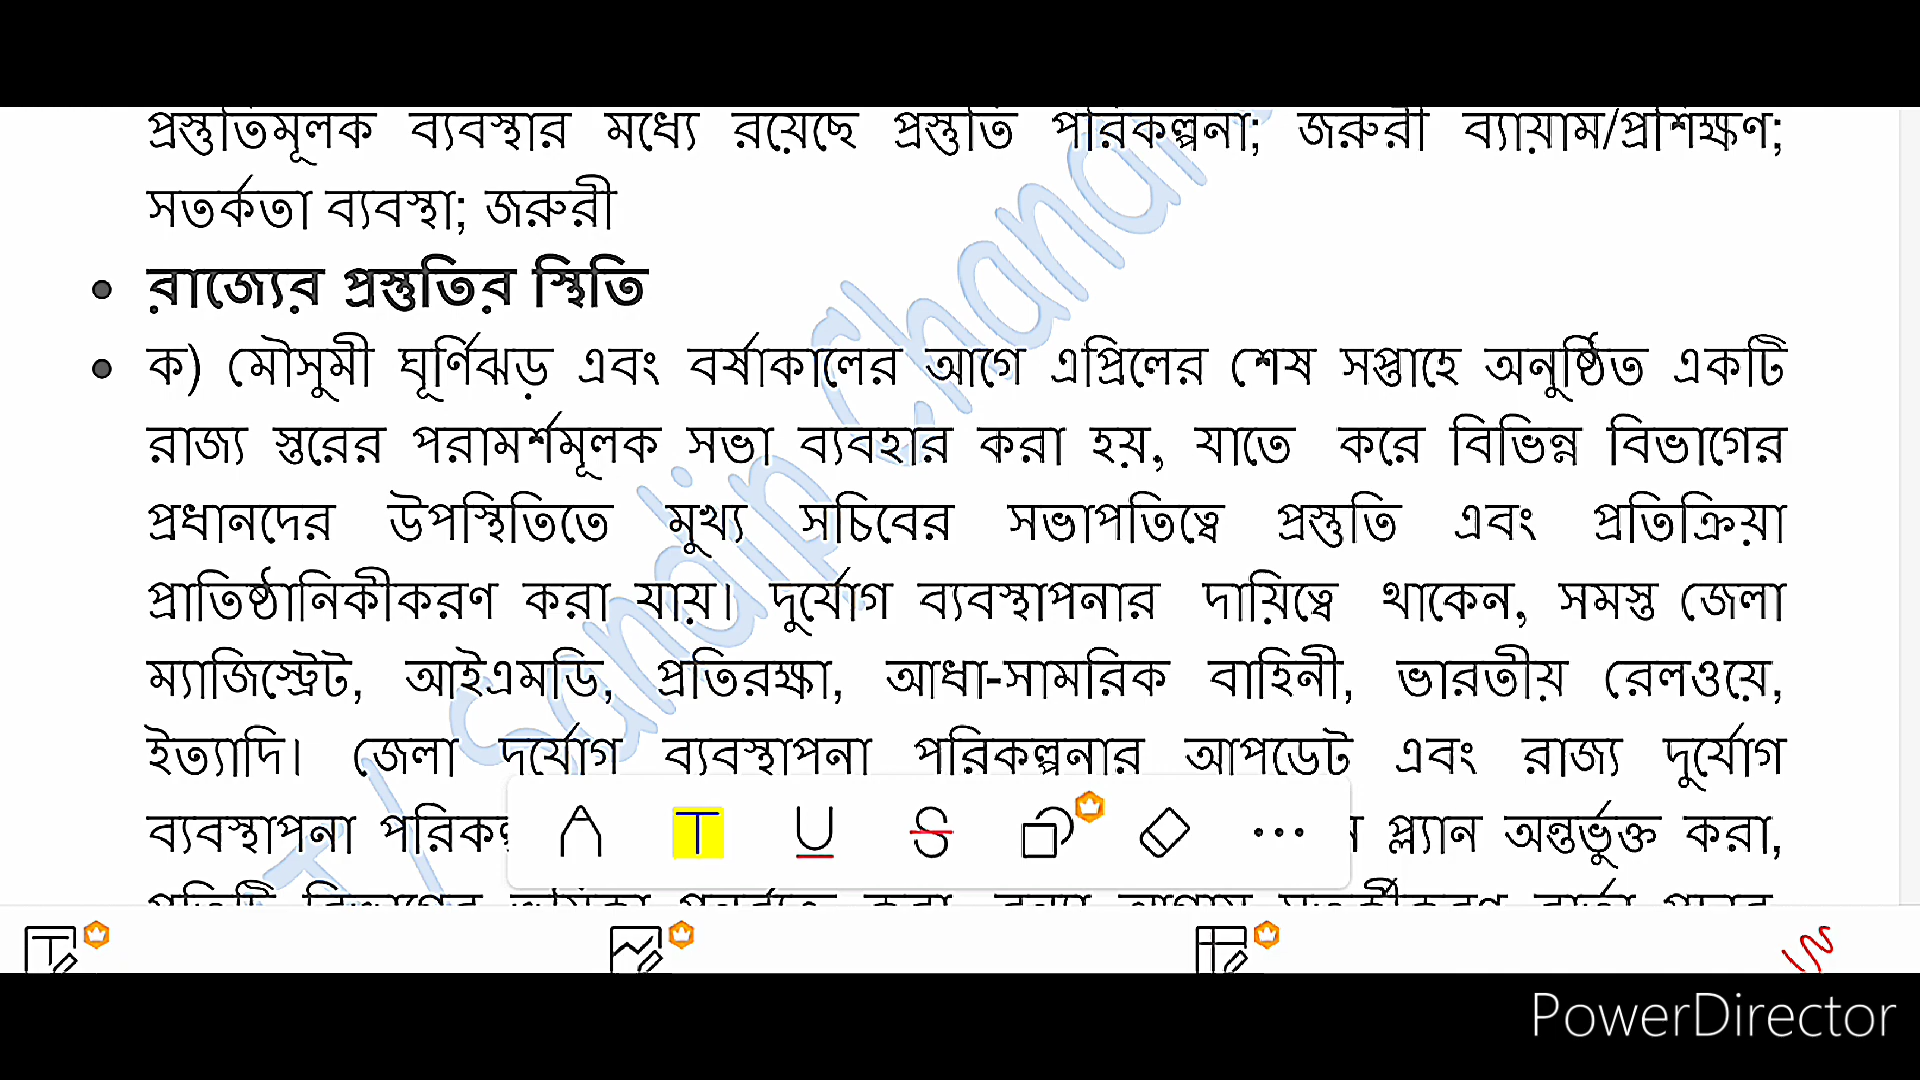 প্রস্তুতিমূলক ব্যবস্থার মধ্যে রয়েছে প্রস্তুতি পরিকল্পনা; জরুরী ব্যায়াম/প্রশিক্ষণ;
সতর্কতা ব্যবস্থা; জরুরী
• রাজ্যের প্রস্তুতির স্থিতি
• ক) মৌসুমী ঘূর্ণিঝড় এবং বর্ষাকালের আগে এপ্রিলের শেষ সপ্তাহে অনুষ্ঠিত একটি
রাজ্য স্তরের পরামর্শমূলক সভা ব্যবহার করা হয়, যাতে করে বিভিন্ন বিভাগের
প্রধানদের উপস্থিতিতে মুখ্য সচিবের সভাপতিত্বে প্রস্তুতি এবং প্রতিক্রিয়া
প্রাতিষ্ঠানিকীকরণ করা যায়। দুর্যোগ ব্যবস্থাপনার দায়িত্বে থাকেন, সমস্ত জেলা
ম্যাজিস্ট্রেট, আইএমডি, প্রতিরক্ষা, আধা-সামরিক বাহিনী, ভারতীয় রেলওয়ে,
ইত্যাদি। জেলা দুর্যোগ ব্যবস্থাপনা পরিকল্পনার আপডেট এবং রাজ্য দুর্যোগ
ব্যবস্থাপনা প্ল্যান অন্তর্ভুক্ত করা,
Sandip Chanda
PowerDirector